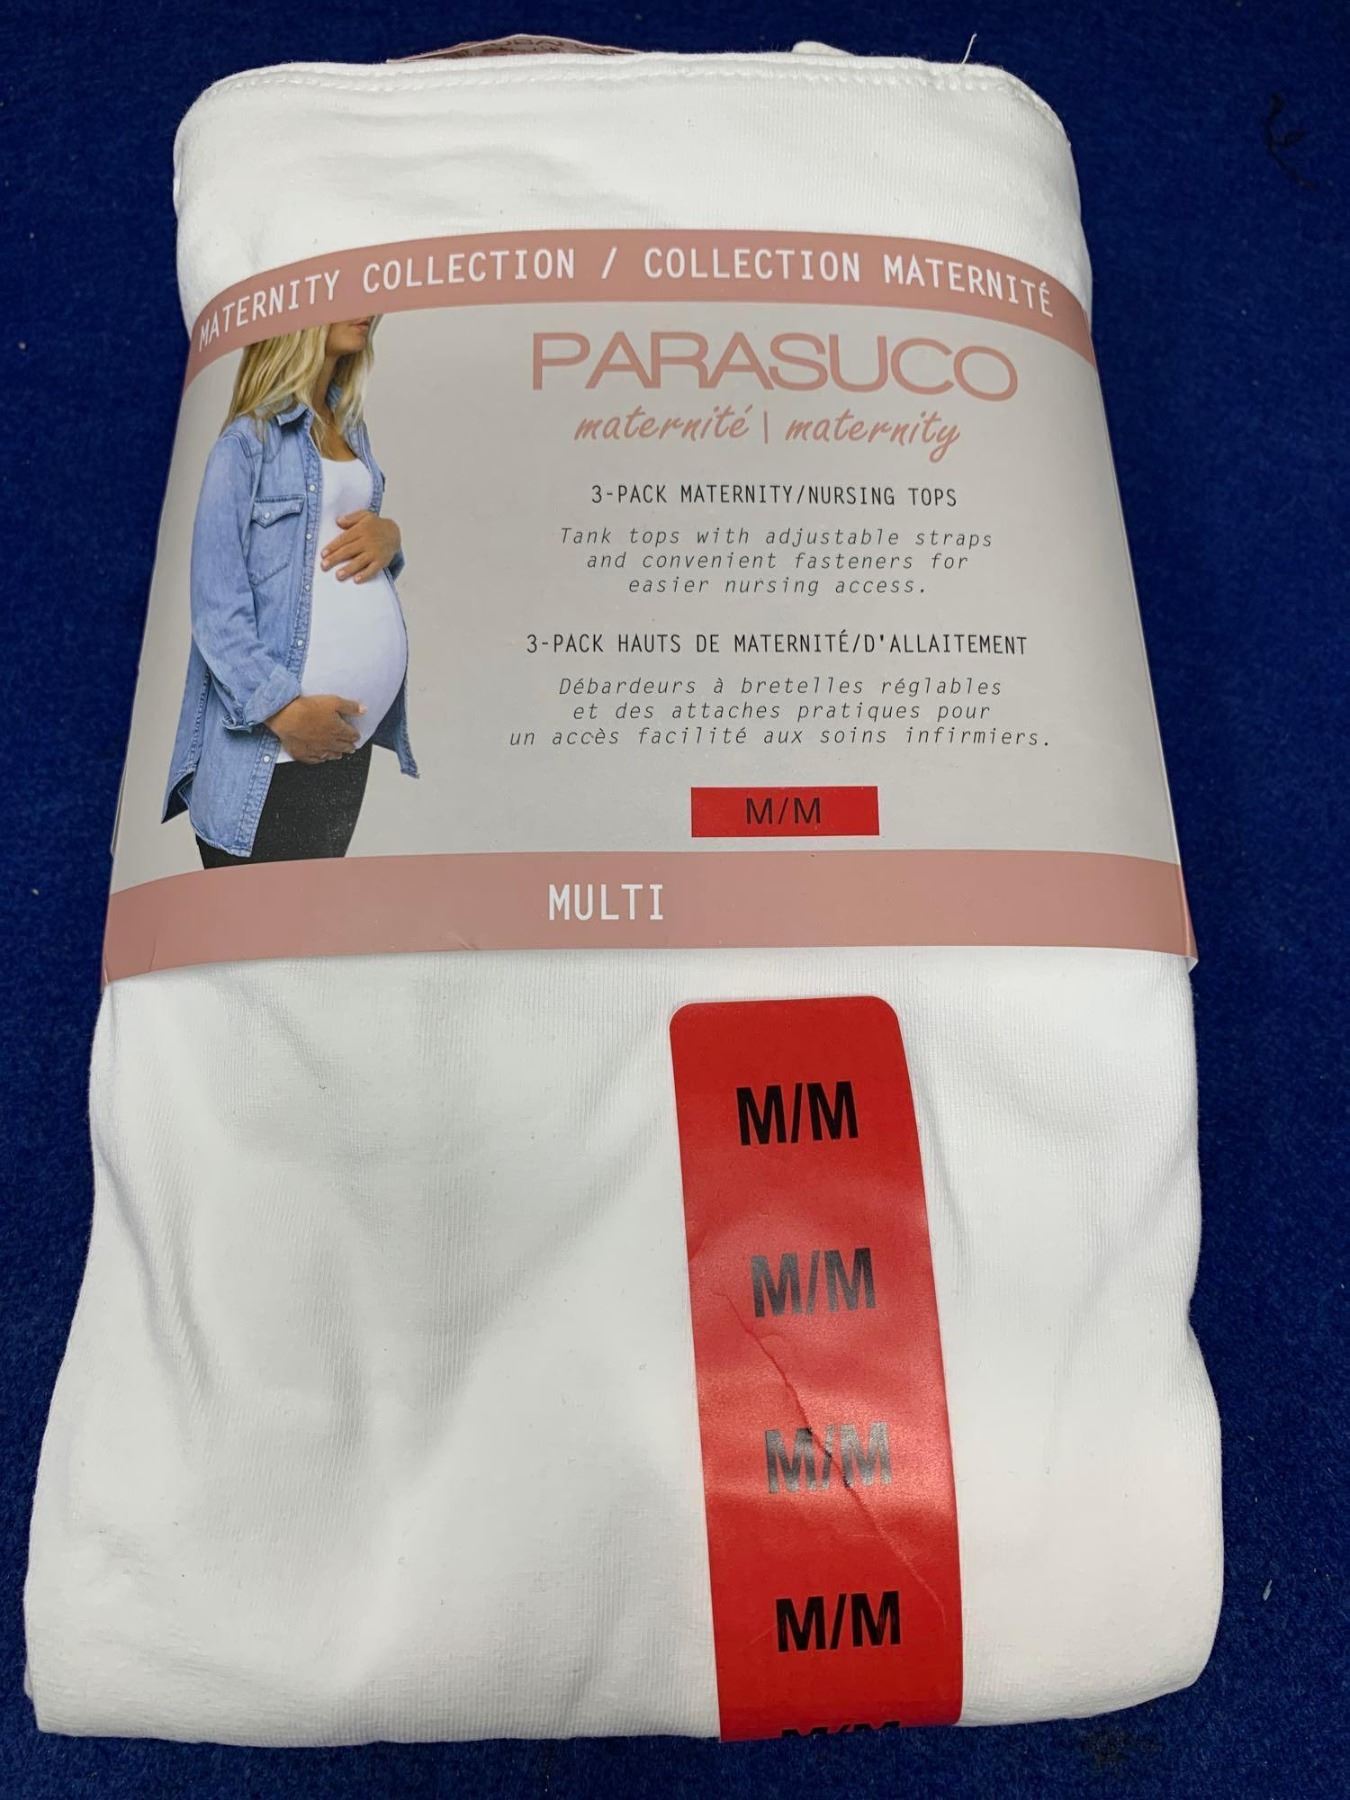 MATERNITY COLLECTION / COLLECTION MATERNITÉ
PARASUCO
maternité | maternity
3-PACK MATERNITY/NURSING TOPS
Tank tops with adjustable straps
and convenient fasteners for
easier nursing access.
3-PACK HAUTS DE MATERNITÉ/D'ALLAITEMENT
Débardeurs à bretelles réglables
et des attaches pratiques pour
un accès facilité aux soins infirmiers.
M/M
MULTI
M/M
M/M
M/M
M/M
M/M